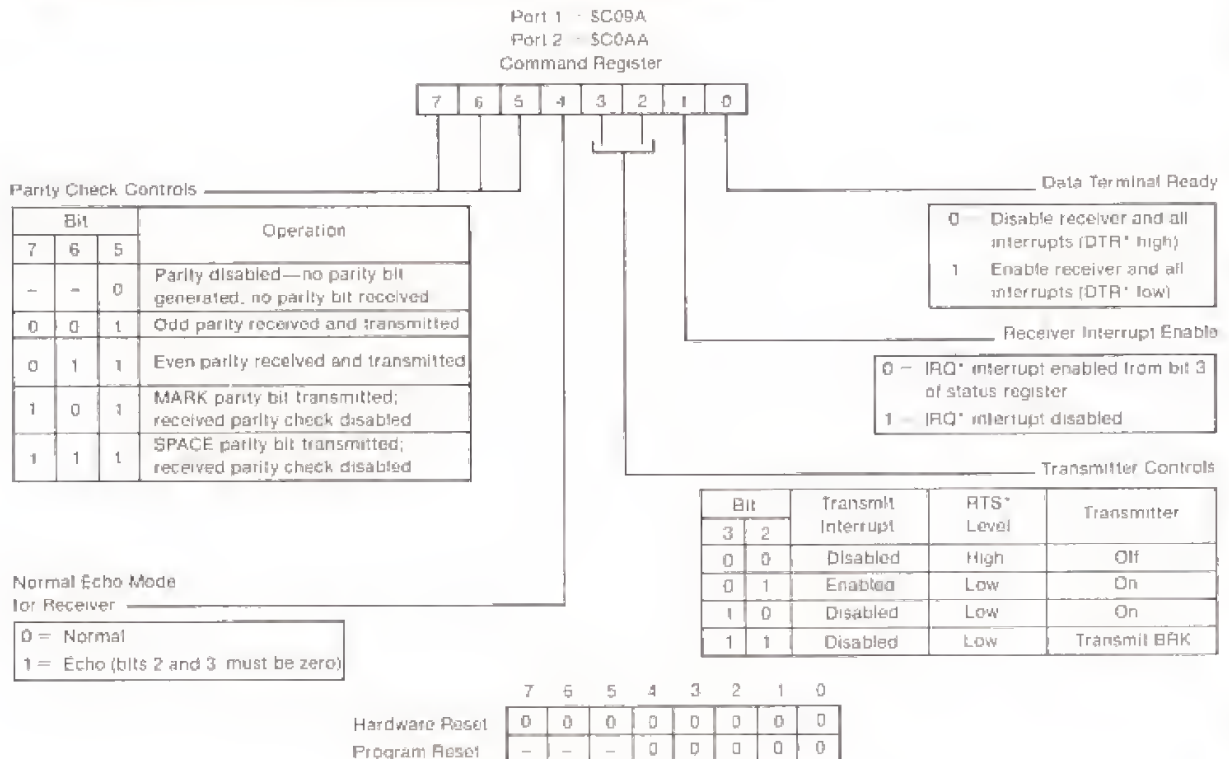 Port 1 - $C09A
Port 2 - $C0AA
Command Register
7 6 5 4 3 2 1 0
Parity Check Controls
Bit Operation
7 6 5
- - 0 Parity disabled—no parity bit
generated, no parity bit received
0 0 1 Odd parity received and transmitted
0 1 1 Even parity received and transmitted
1 0 1 MARK parity bit transmitted;
received parity check disabled
1 1 1 SPACE parity bit transmitted;
received parity check disabled
Data Terminal Ready
0 — Disable receiver and all
interrupts (DTR* high)
1 Enable receiver and all
interrupts (DTR* low)
Receiver Interrupt Enable
0 — IRQ* interrupt enabled from bit 3
of status register
1 — IRQ* interrupt disabled
Transmitter Controls
Bit Transmit RTS* Transmitter
3 2 Interrupt Level
0 0 Disabled High Off
0 1 Enabled Low On
1 0 Disabled Low On
1 1 Disabled Low Transmit BRK
Normal Echo Mode
for Receiver
0 = Normal
1 = Echo (bits 2 and 3 must be zero)
7 6 5 4 3 2 1 0
Hardware Reset 0 0 0 0 0 0 0 0
Program Reset - - - 0 0 0 0 0